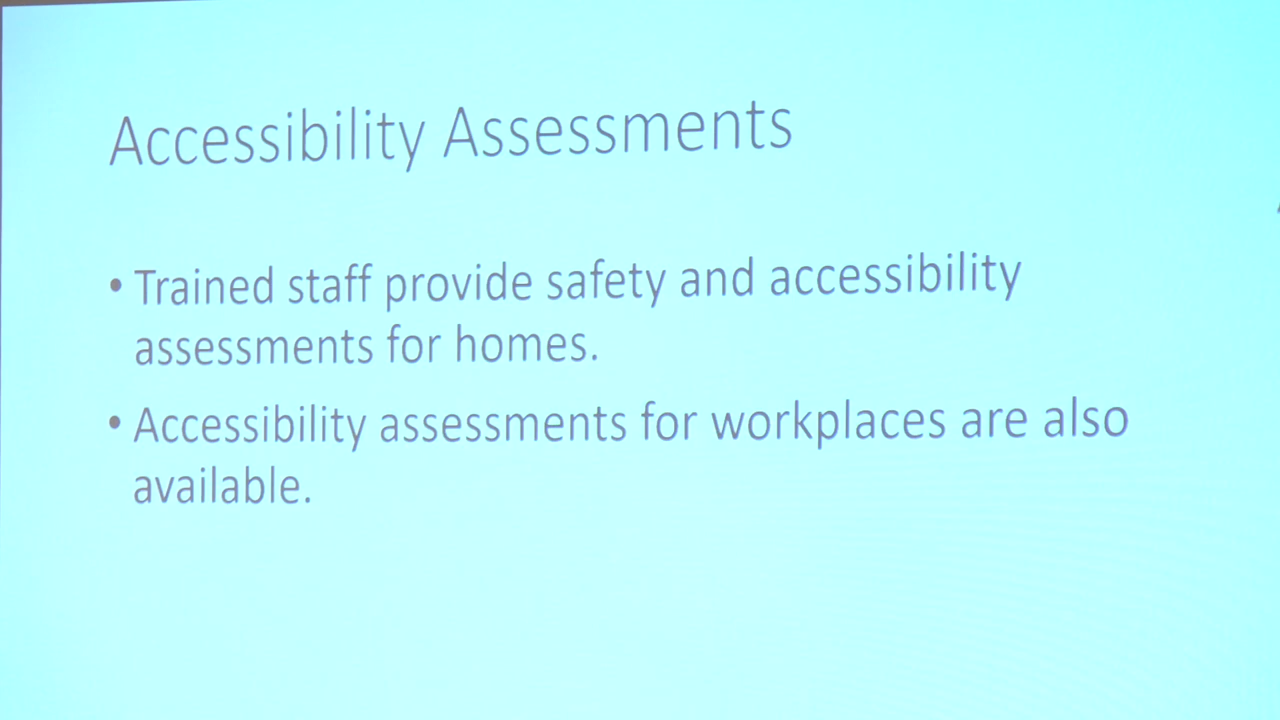 Accessibility Assessments
• Trained staff provide safety and accessibility
assessments for homes.
• Accessibility assessments for workplaces are also
available.